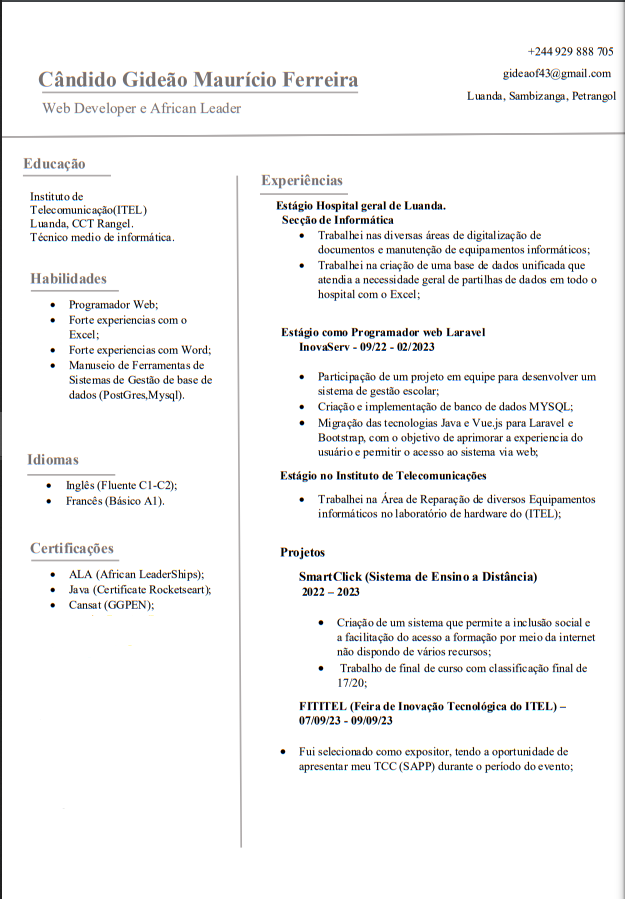 +244 929 888 705
Cândido Gideão Maurício Ferreira
gideaof43@gmail.com
Web Developer e African Leader
Luanda, Sambizanga, Petrangol
Educação
Instituto de
Telecomunicação(ITEL)
Luanda, CCT Rangel.
Técnico medio de informática.
Habilidades
• Programador Web;
• Forte experiencias com o
Excel;
• Forte experiencias com Word;
• Manuseio de Ferramentas de
Sistemas de Gestão de base de
dados (PostGres,Mysql).
Idiomas
• Inglês (Fluente C1-C2);
• Francês (Básico A1).
Certificações
• ALA (African LeaderShips);
• Java (Certificate Rocketseart);
• Cansat (GGPEN);
Experiências
Estágio Hospital geral de Luanda.
Secção de Informática
• Trabalhei nas diversas áreas de digitalização de
documentos e manutenção de equipamentos informáticos;
• Trabalhei na criação de uma base de dados unificada que
atendia a necessidade geral de partilhas de dados em todo o
hospital com o Excel;
Estágio como Programador web Laravel
InovaServ - 09/22 - 02/2023
• Participação de um projeto em equipe para desenvolver um
sistema de gestão escolar;
• Criação e implementação de banco de dados MYSQL;
• Migração das tecnologias Java e Vue.js para Laravel e
Bootstrap, com o objetivo de aprimorar a experiencia do
usuário e permitir o acesso ao sistema via web;
Estágio no Instituto de Telecomunicações
• Trabalhei na Área de Reparação de diversos Equipamentos
informáticos no laboratório de hardware do (ITEL);
Projetos
SmartClick (Sistema de Ensino a Distância)
2022 – 2023
• Criação de um sistema que permite a inclusão social e
a facilitação do acesso a formação por meio da internet
não dispondo de vários recursos;
• Trabalho de final de curso com classificação final de
17/20;
FITITEL (Feira de Inovação Tecnológica do ITEL) –
07/09/23 - 09/09/23
• Fui selecionado como expositor, tendo a oportunidade de
apresentar meu TCC (SAPP) durante o período do evento;